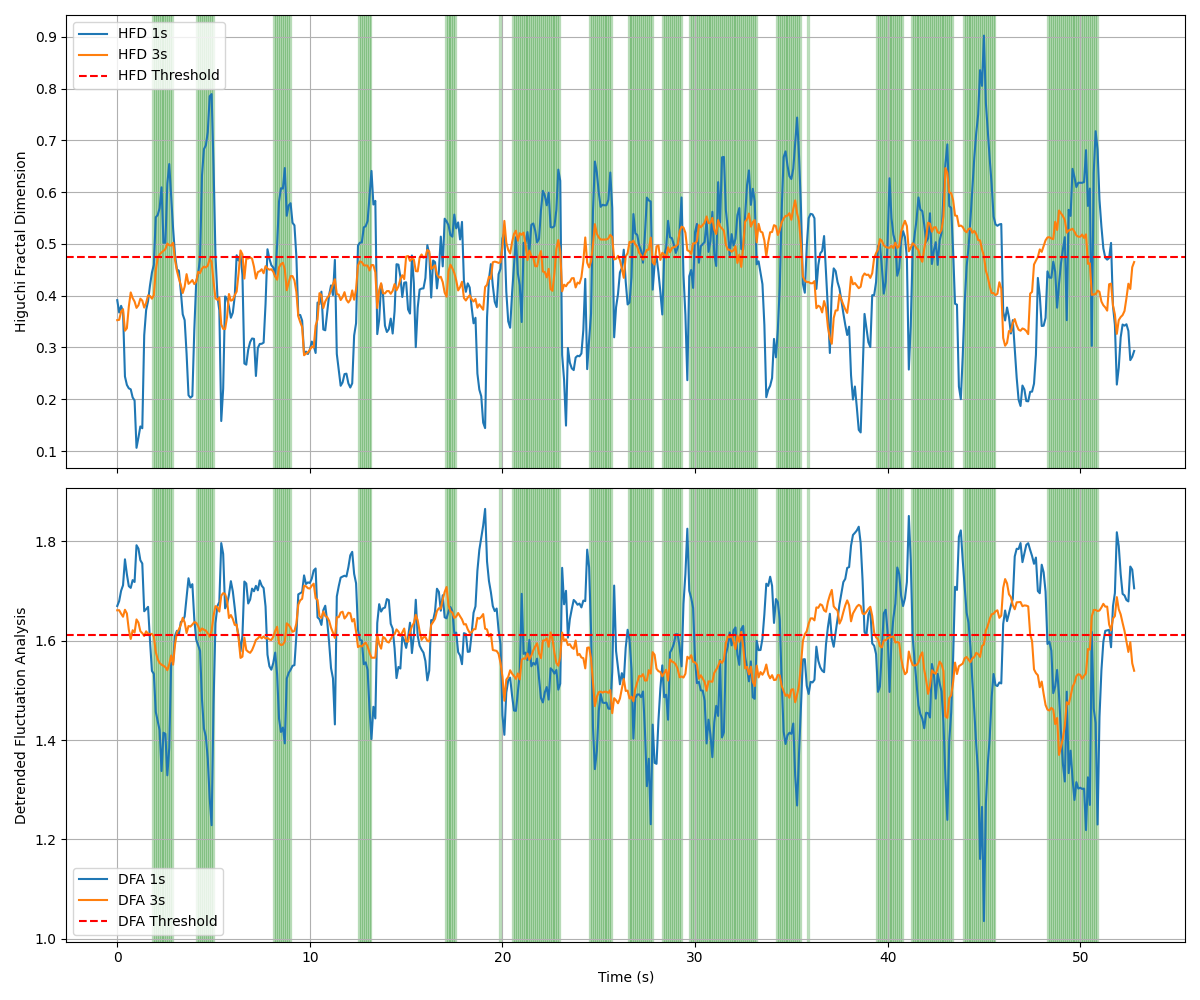 HFD 1s
HFD 3s
HFD Threshold
Higuchi Fractal Dimension
0.9
0.8
0.7
0.6
0.5
0.4
0.3
0.2
0.1
Detrended Fluctuation Analysis
1.8
1.6
1.4
1.2
1.0
DFA 1s
DFA 3s
DFA Threshold
0 10 20 30 40 50
Time (s)